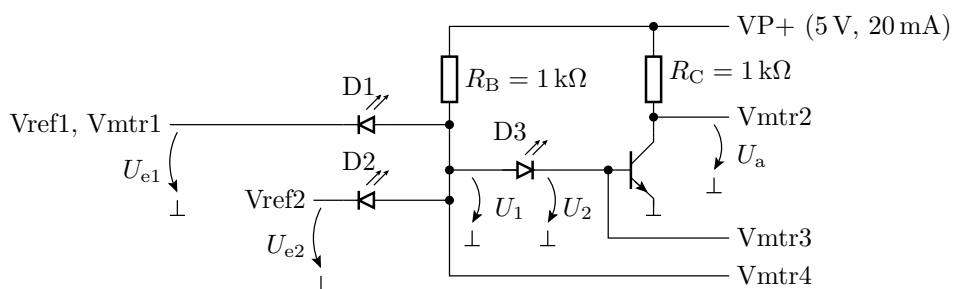 VP+ (5 V, 20 mA)
R_B = 1 kΩ
R_C = 1 kΩ
D1
Vref1, Vmtr1
Vmtr2
D3
U_e1
D2
U_a
Vref2
U_1
U_2
U_e2
Vmtr3
Vmtr4